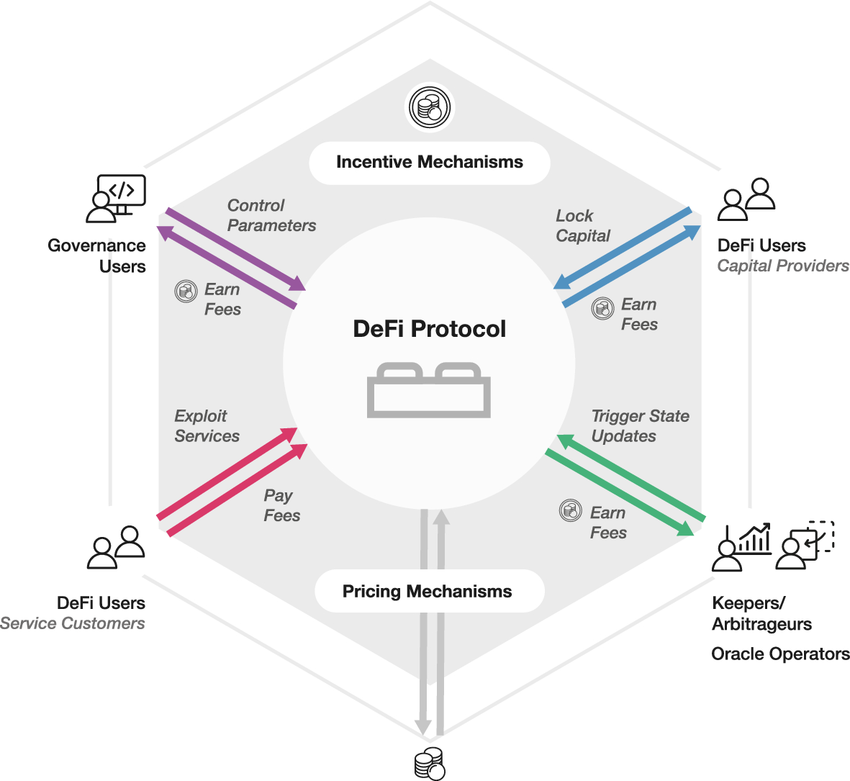 Incentive Mechanisms
Control
Parameters
Governance
Users
Earn
Fees
Lock
Capital
DeFi Users
Capital Providers
Earn
Fees
DeFi Protocol
Exploit
Services
Pay
Fees
DeFi Users
Service Customers
Trigger State
Updates
Earn
Fees
Keepers/
Arbitrageurs
Oracle Operators
Pricing Mechanisms